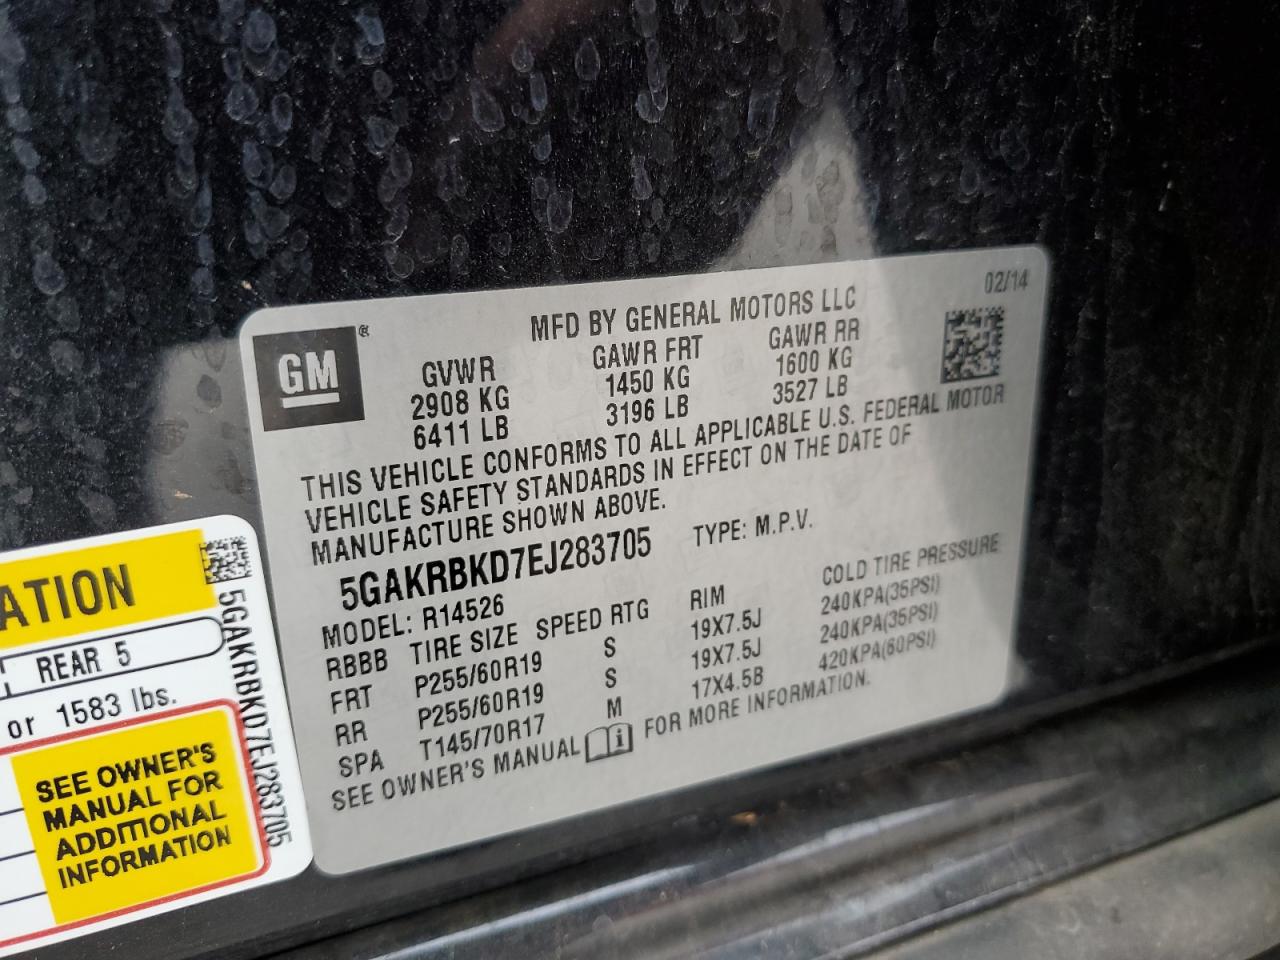 02/14
MFD BY GENERAL MOTORS LLC
GM®
GVWR GAWR FRT GAWR RR
2908 KG 1450 KG 1600 KG
6411 LB 3196 LB 3527 LB
THIS VEHICLE CONFORMS TO ALL APPLICABLE U.S. FEDERAL MOTOR
VEHICLE SAFETY STANDARDS IN EFFECT ON THE DATE OF
MANUFACTURE SHOWN ABOVE.
5GAKRBKD7EJ283705 TYPE: M.P.V.
MODEL: R14526
RBBB TIRE SIZE SPEED RTG RIM COLD TIRE PRESSURE
FRT P255/60R19 S 19X7.5J 240KPA(35PSI)
RR P255/60R19 S 19X7.5J 240KPA(35PSI)
SPA T145/70R17 M 17X4.5B 420KPA(60PSI)
SEE OWNER'S MANUAL i FOR MORE INFORMATION.
ATION
REAR 5
or 1583 lbs.
SEE OWNER'S
MANUAL FOR
ADDITIONAL
INFORMATION
5GAKRBKD7EJ283705